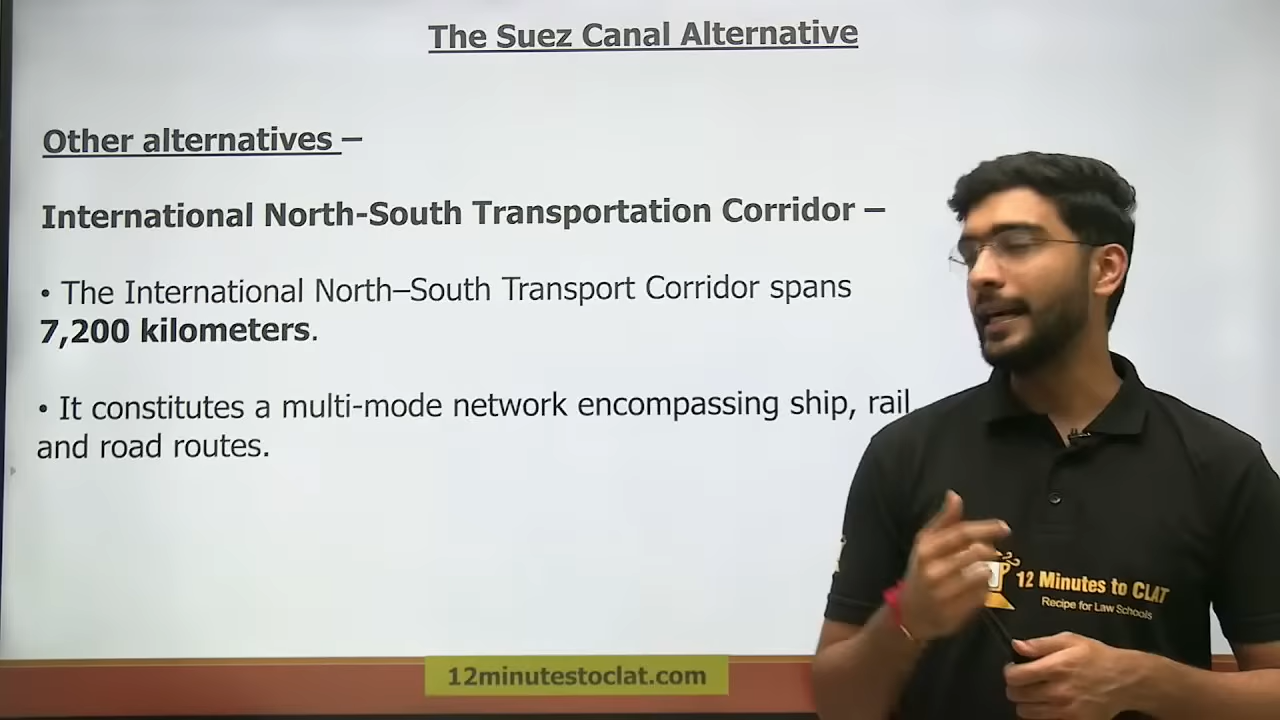 The Suez Canal Alternative
Other alternatives –
International North-South Transportation Corridor –
• The International North–South Transport Corridor spans
7,200 kilometers.
• It constitutes a multi-mode network encompassing ship, rail
and road routes.
12 Minutes to CLAT
Recipe for Law Schools
12minutestoclat.com